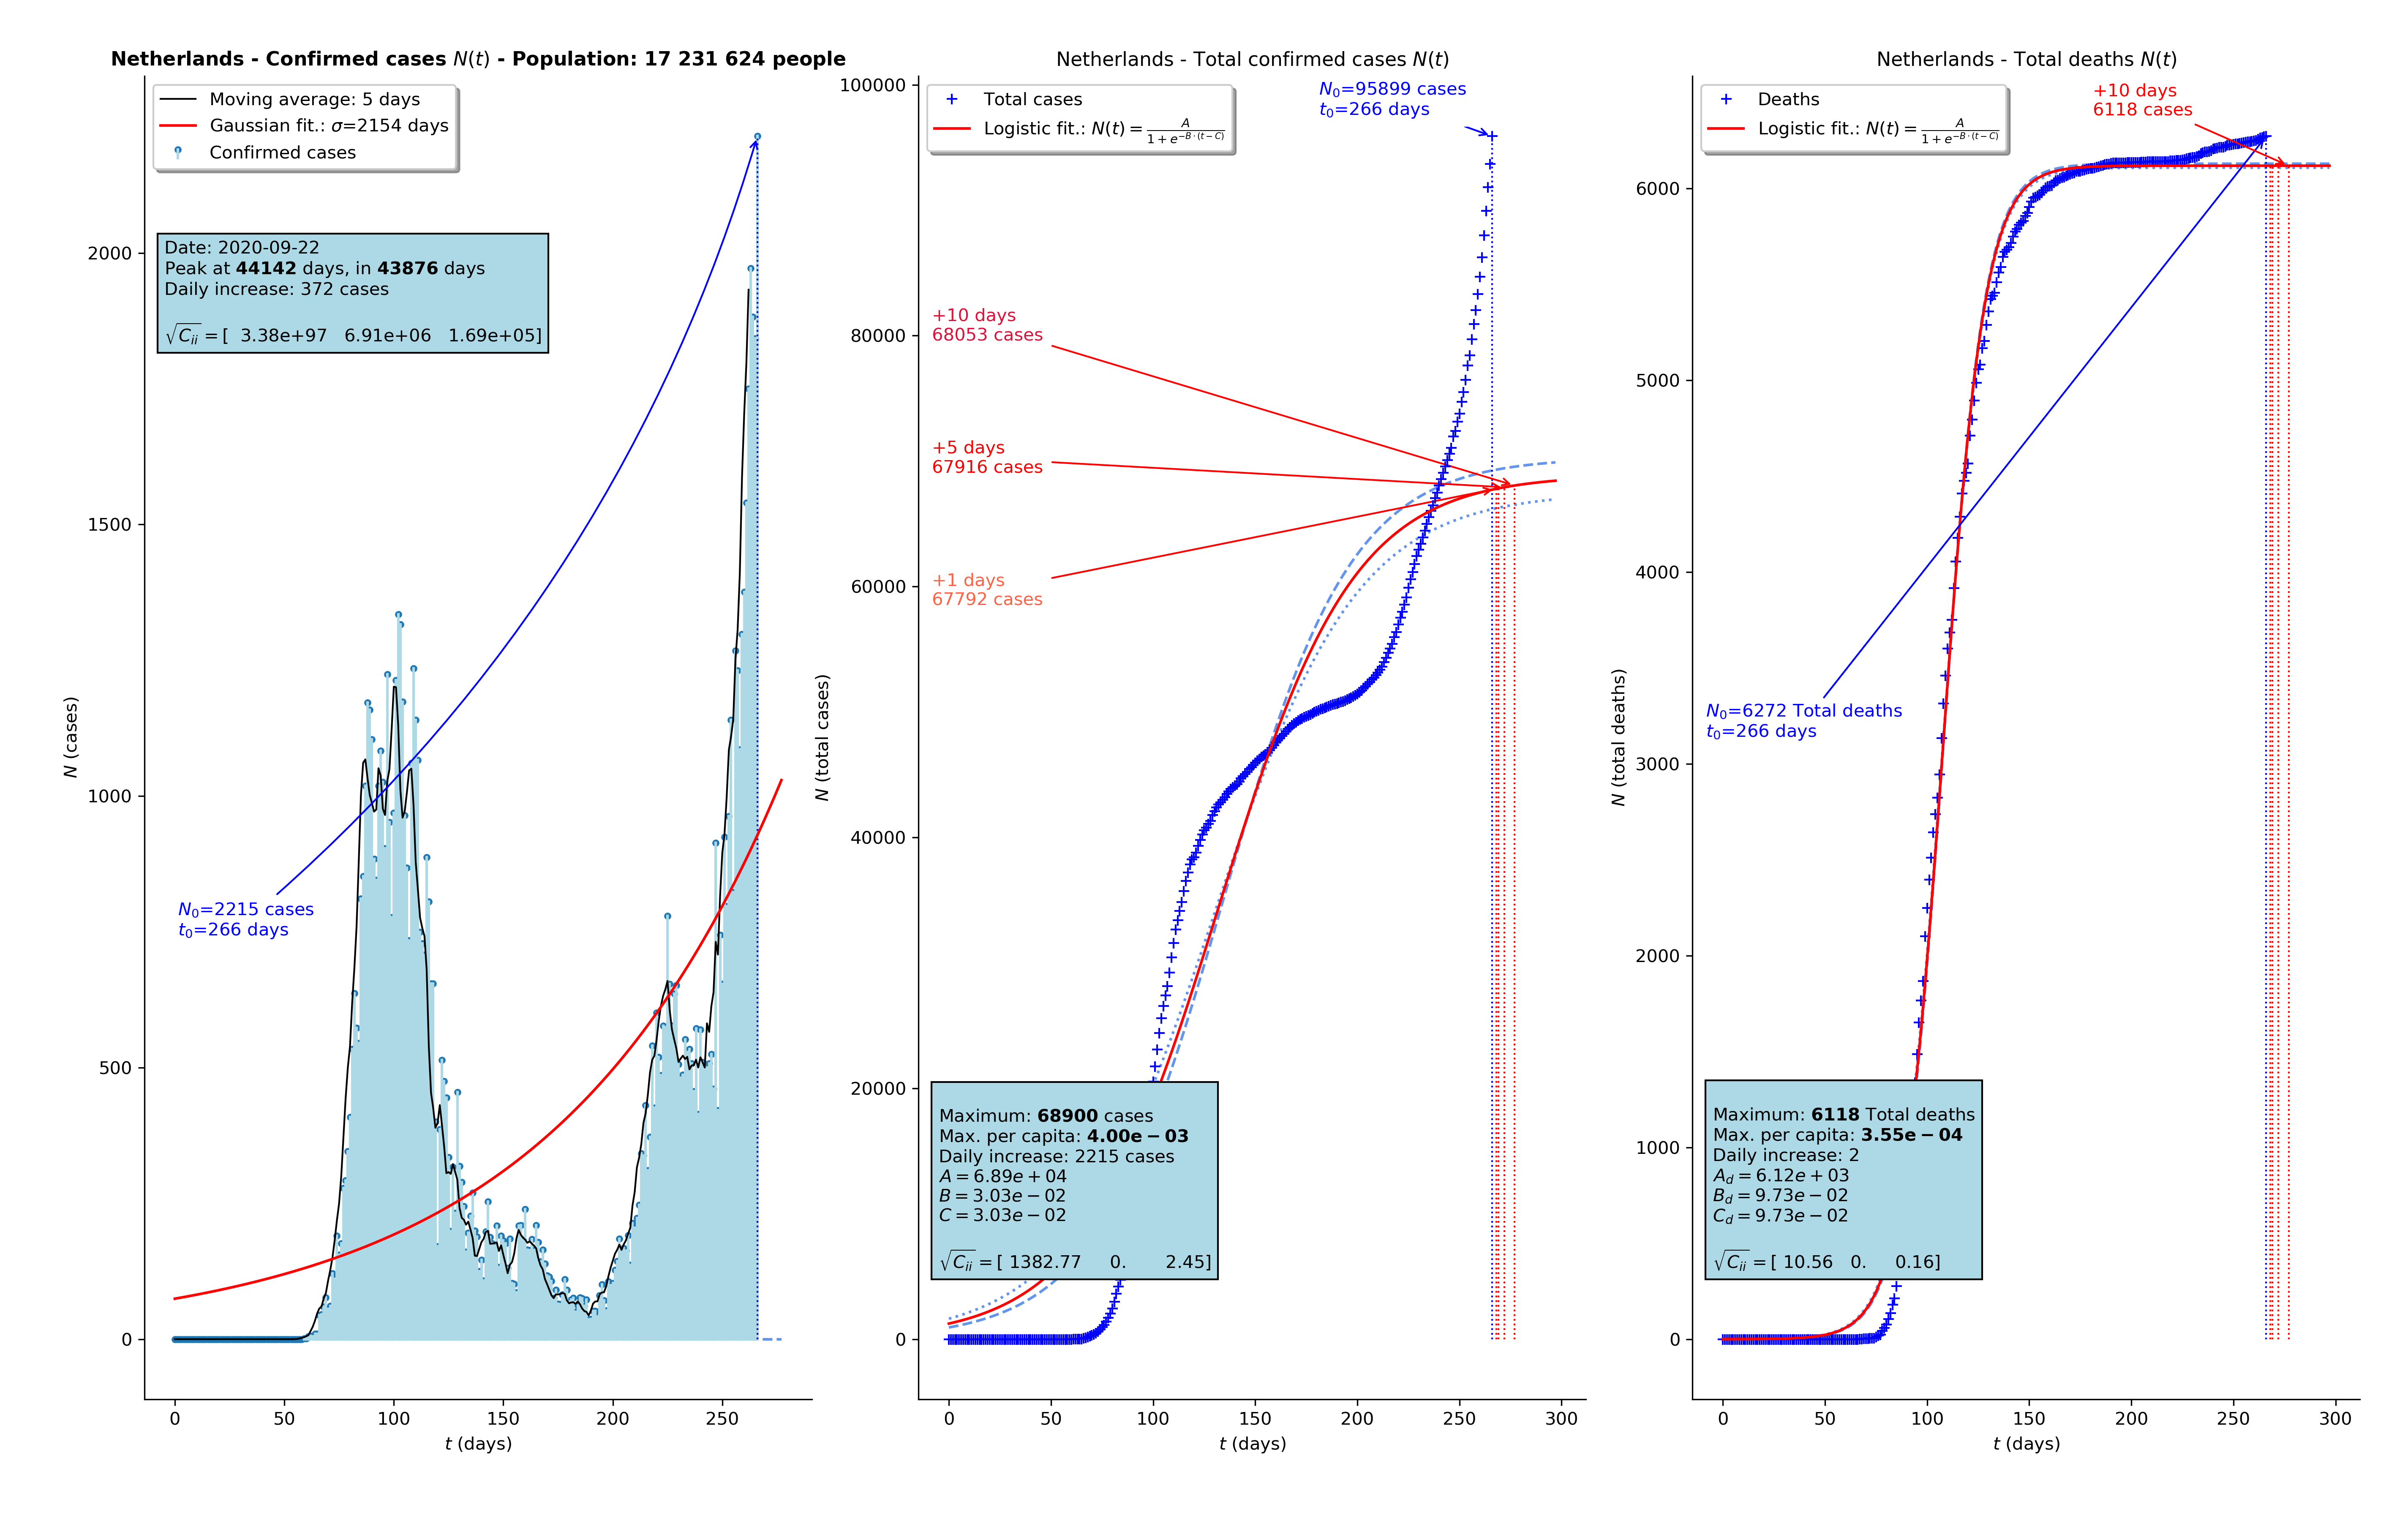 Netherlands - Confirmed cases N(t) - Population: 17 231 624 people
Moving average: 5 days
Gaussian fit.: σ=2154 days
Confirmed cases
Date: 2020-09-22
Peak at 44142 days, in 43876 days
Daily increase: 372 cases
√C_ii = [ 3.38e+97 6.91e+06 1.69e+05]
N₀=2215 cases
t₀=266 days
N (cases)
2000
1500
1000
500
0
0 50 100 150 200 250
t (days)
Netherlands - Total confirmed cases N(t)
Total cases
Logistic fit.: N(t) = A / (1 + e^{−B·(t−C)})
N₀=95899 cases
t₀=266 days
+10 days
68053 cases
+5 days
67916 cases
+1 days
67792 cases
Maximum: 68900 cases
Max. per capita: 4.00e − 03
Daily increase: 2215 cases
A = 6.89e + 04
B = 3.03e − 02
C = 3.03e − 02
√C_ii = [ 1382.77 0. 2.45]
N (total cases)
100000
80000
60000
40000
20000
0
0 50 100 150 200 250 300
t (days)
Netherlands - Total deaths N(t)
Deaths
Logistic fit.: N(t) = A / (1 + e^{−B·(t−C)})
+10 days
6118 cases
N₀=6272 Total deaths
t₀=266 days
Maximum: 6118 Total deaths
Max. per capita: 3.55e − 04
Daily increase: 2
A_d = 6.12e + 03
B_d = 9.73e − 02
C_d = 9.73e − 02
√C_ii = [ 10.56 0. 0.16]
N (total deaths)
6000
5000
4000
3000
2000
1000
0
0 50 100 150 200 250 300
t (days)